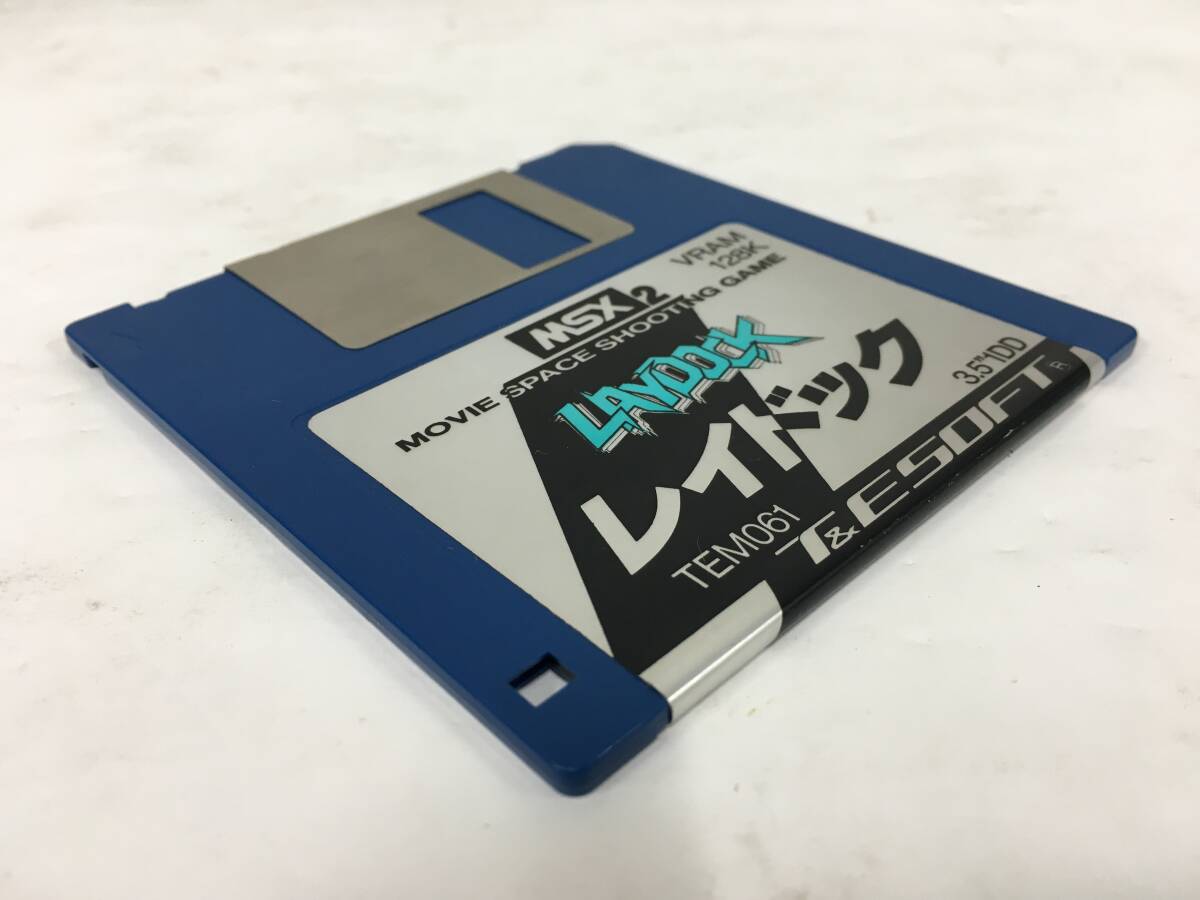 VRAM
128K
MSX2
MOVIE SPACE SHOOTING GAME
LAYDOCK
レイドック
TEM061
3.5"1DD
T&ESOFT®